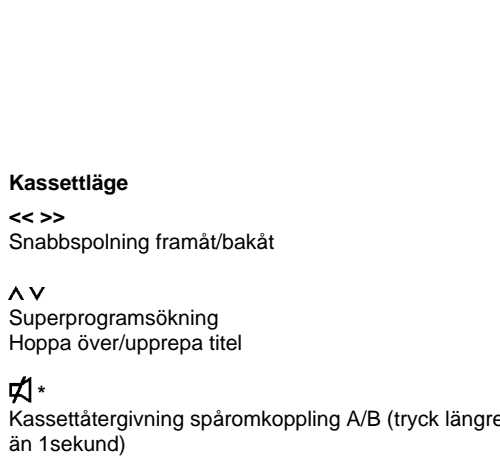 Kassettläge
<< >>
Snabbspolning framåt/bakåt
∧ ∨
Superprogramsökning
Hoppa över/upprepa titel
*
Kassettåtergivning spåromkoppling A/B (tryck längre
än 1sekund)